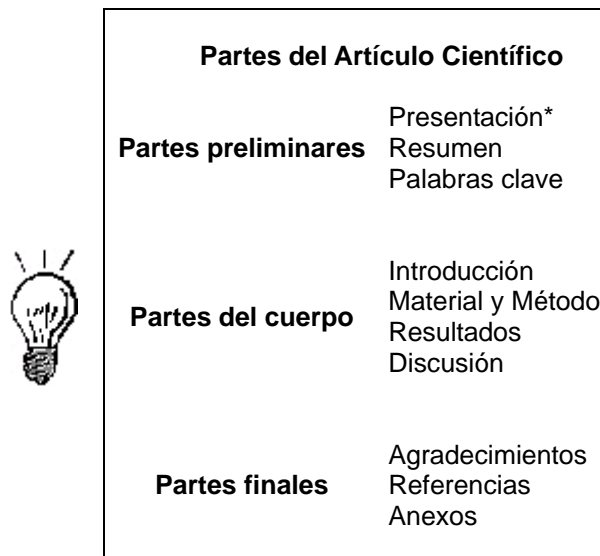 Partes del Artículo Científico
Presentación*
Partes preliminares Resumen
Palabras clave
Introducción
Material y Método
Partes del cuerpo Resultados
Discusión
Agradecimientos
Partes finales Referencias
Anexos